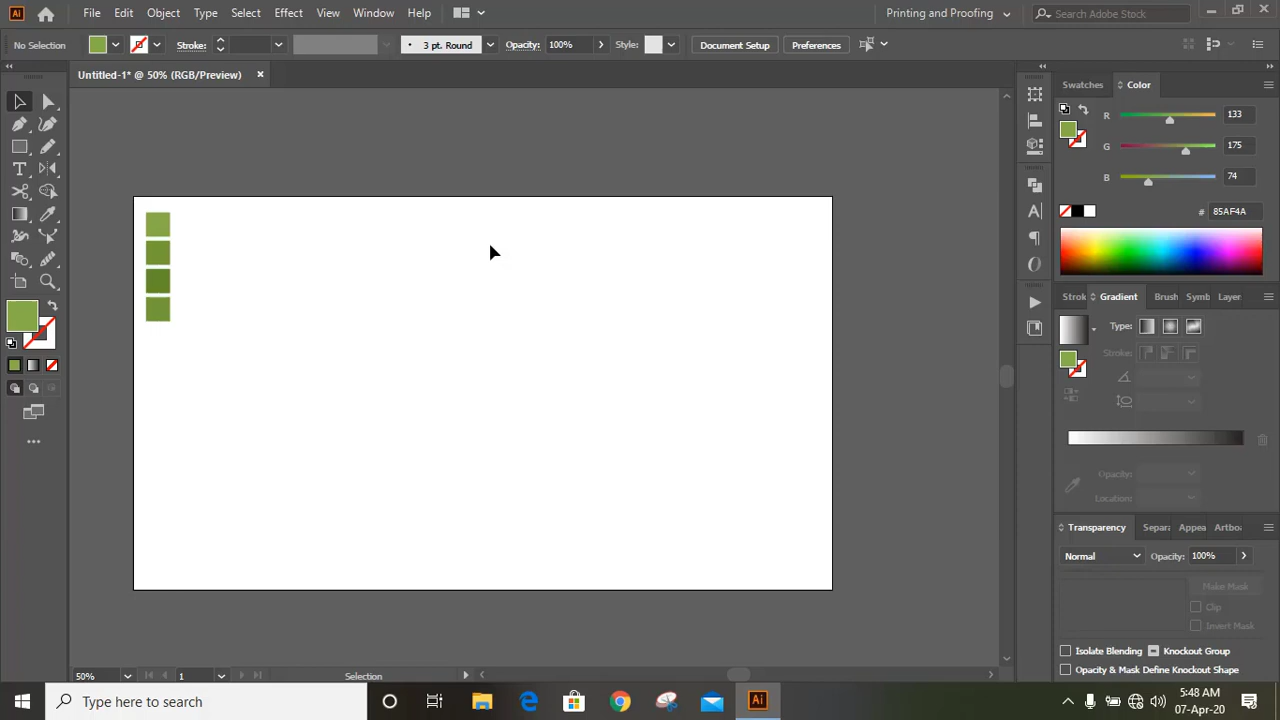 Ai File Edit Object Type Select Effect View Window Help Printing and Proofing Search Adobe Stock
No Selection Stroke: 3 pt. Round Opacity: 100% Style: Document Setup Preferences
Untitled-1* @ 50% (RGB/Preview)
Swatches Color
R 133
G 175
B 74
# 85AF4A
Strok Gradient Brush Symb Layer
Type:
Stroke:
Opacity:
Location:
Transparency Separ Appea Artbo
Normal Opacity: 100%
Make Mask
Clip
Invert Mask
Isolate Blending Knockout Group
Opacity & Mask Define Knockout Shape
50% 1 Selection
Type here to search Ai 5:48 AM
07-Apr-20